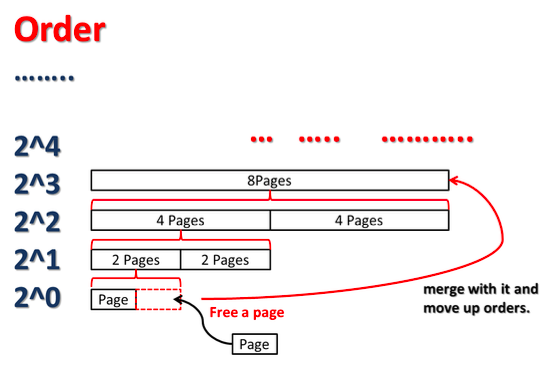 Order
........
2^4
... ..... ...........
2^3
8Pages
2^2
4 Pages 4 Pages
2^1
2 Pages 2 Pages
2^0
Page
Free a page
merge with it and
move up orders.
Page